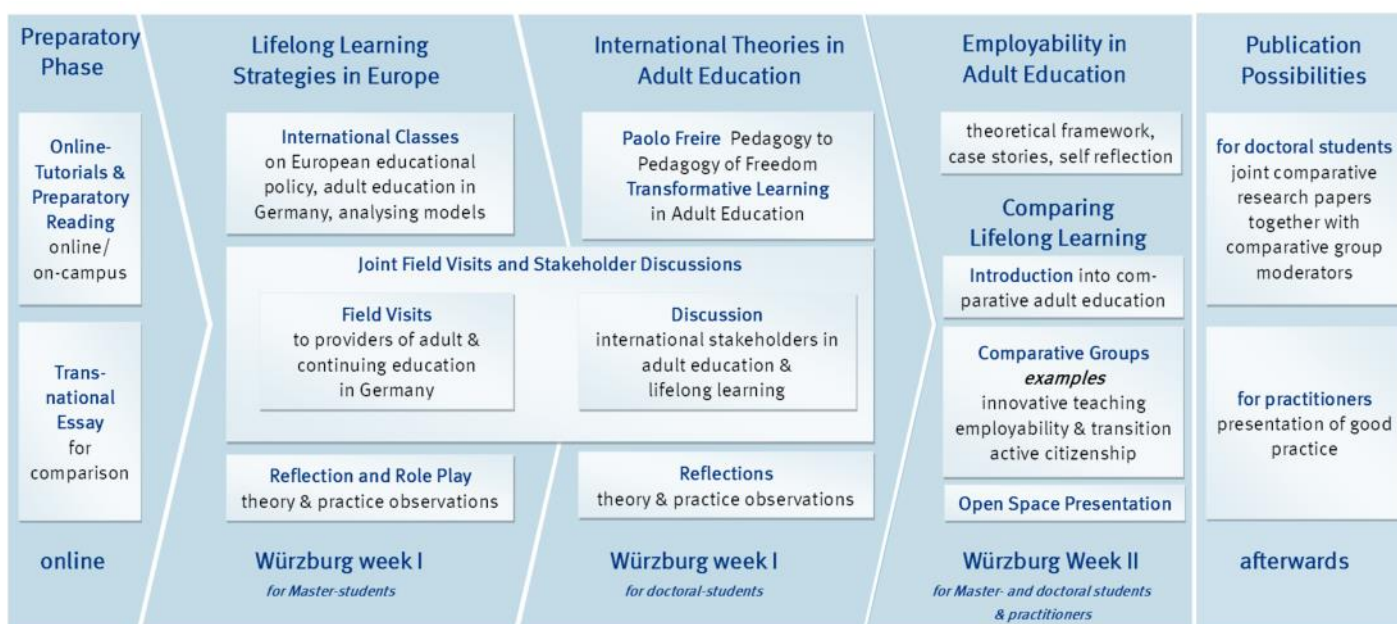 Preparatory
Phase
Online-
Tutorials &
Preparatory
Reading
online/
on-campus
Trans-
national
Essay
for
comparison
online
Lifelong Learning
Strategies in Europe
International Classes
on European educational
policy, adult education in
Germany, analysing models
International Theories in
Adult Education
Paolo Freire Pedagogy to
Pedagogy of Freedom
Transformative Learning
in Adult Education
Joint Field Visits and Stakeholder Discussions
Field Visits
to providers of adult &
continuing education
in Germany
Discussion
international stakeholders in
adult education &
lifelong learning
Reflection and Role Play
theory & practice observations
Würzburg week I
for Master-students
Reflections
theory & practice observations
Würzburg week I
for doctoral-students
Employability in
Adult Education
theoretical framework,
case stories, self reflection
Comparing
Lifelong Learning
Introduction into com-
parative adult education
Comparative Groups
examples
innovative teaching
employability & transition
active citizenship
Open Space Presentation
Würzburg Week II
for Master- and doctoral students
& practitioners
Publication
Possibilities
for doctoral students
joint comparative
research papers
together with
comparative group
moderators
for practitioners
presentation of good
practice
afterwards